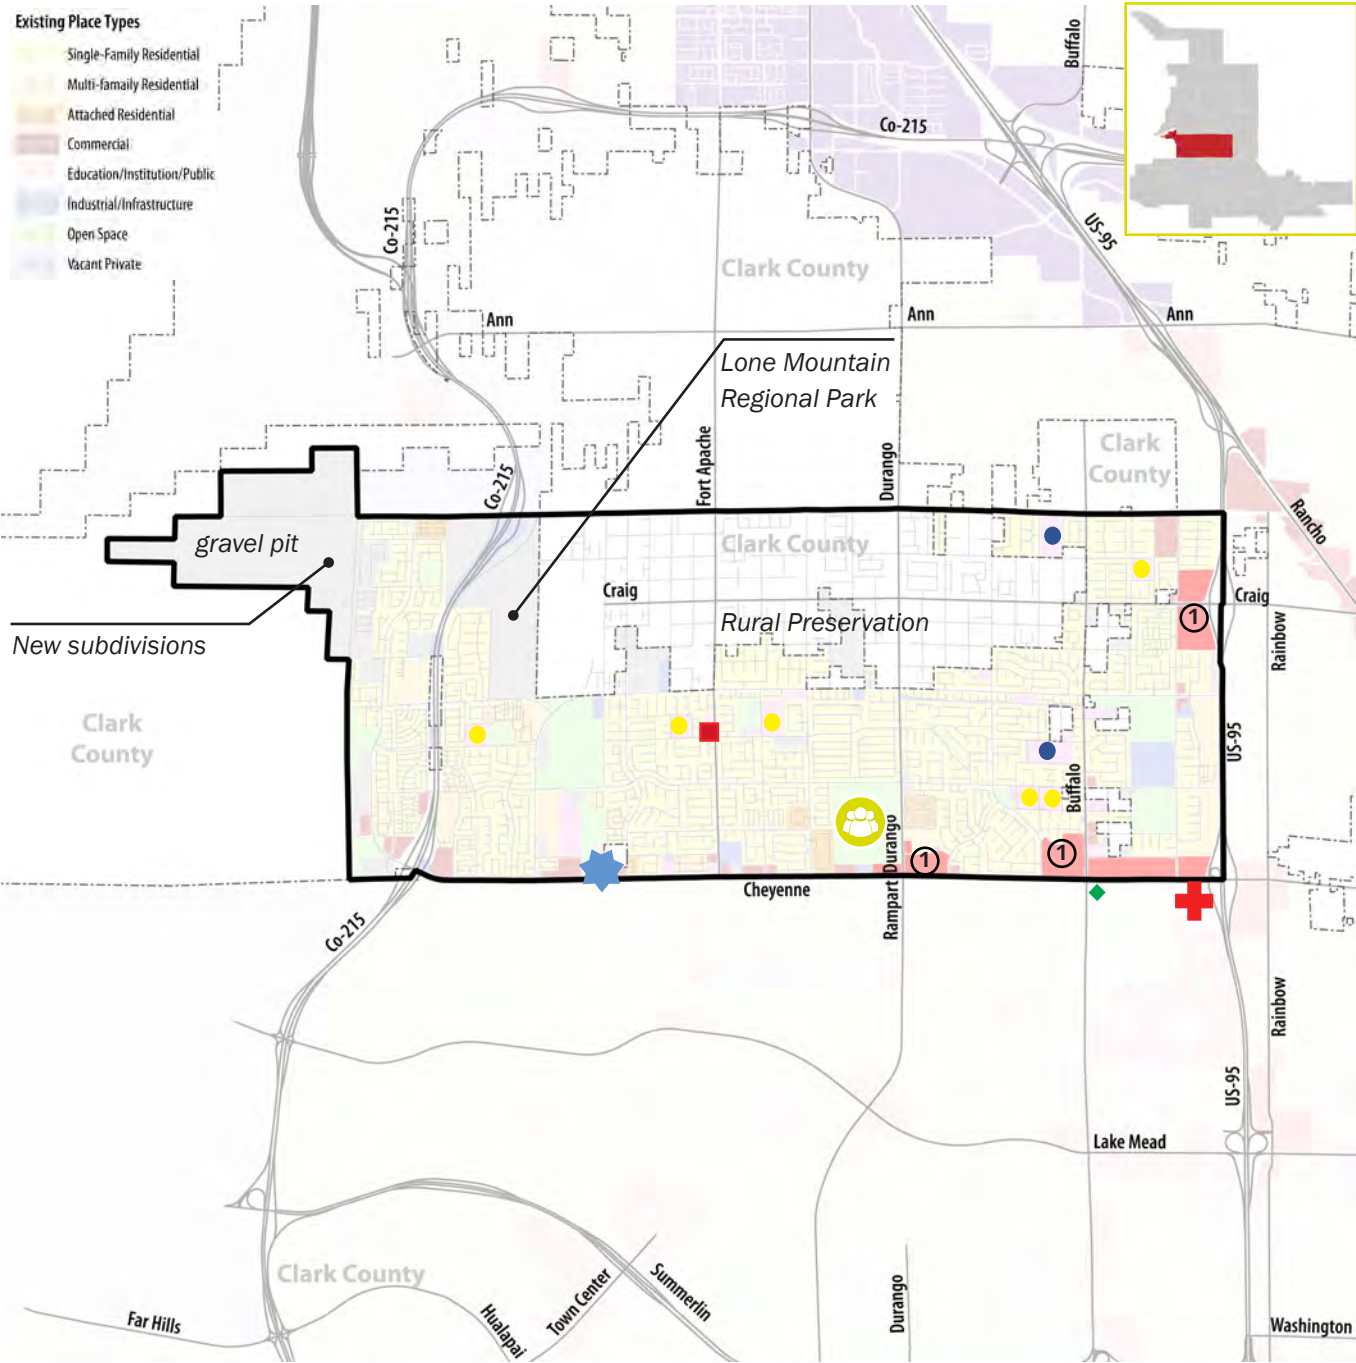 Existing Place Types
Single-Family Residential
Multi-famaily Residential
Attached Residential
Commercial
Education/Institution/Public
Industrial/Infrastructure
Open Space
Vacant Private
Buffalo
Co-215
US-95
Co-215
Clark County
Ann
Ann
Ann
Lone Mountain
Regional Park
Fort Apache
Durango
Clark
County
Co-215
Rancho
gravel pit
Clark County
Craig
Craig
New subdivisions
Rural Preservation
1
Rainbow
Clark
County
US-95
Buffalo
Durango
1
1
Cheyenne
Rampart
Co-215
Rainbow
US-95
Lake Mead
Clark County
Far Hills
Hualapai
Town Center
Summerlin
Durango
Washington